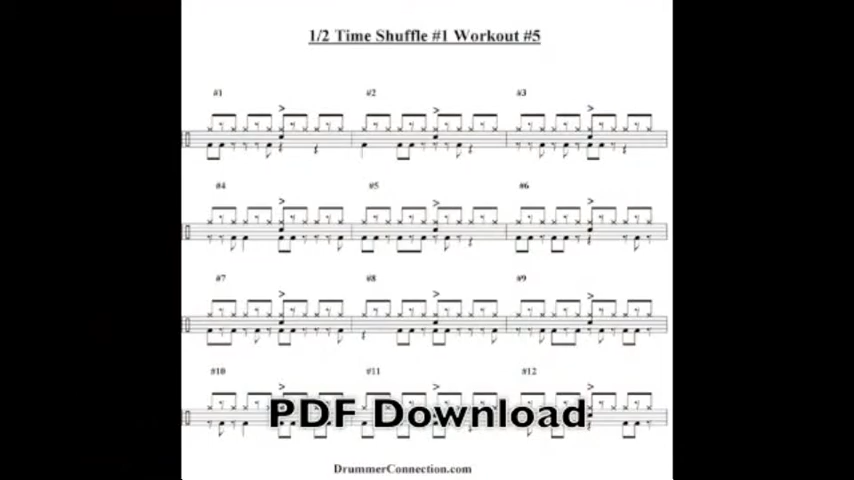 1/2 Time Shuffle #1 Workout #5
#1 #2 #3
#4 #5 #6
#7 #8 #9
#10 #11 #12
PDF Download
DrummerConnection.com